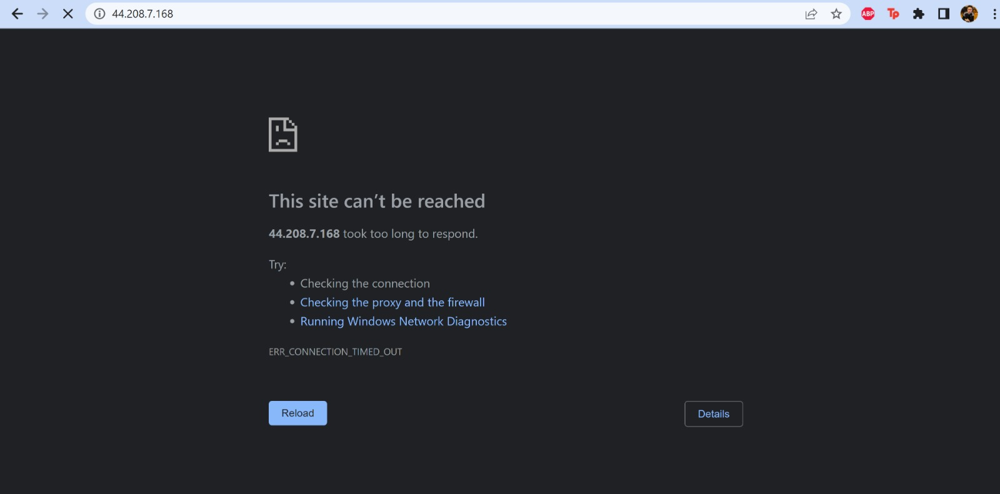 44.208.7.168
ABP
Tp
This site can’t be reached
44.208.7.168 took too long to respond.
Try:
Checking the connection
Checking the proxy and the firewall
Running Windows Network Diagnostics
ERR_CONNECTION_TIMED_OUT
Reload
Details